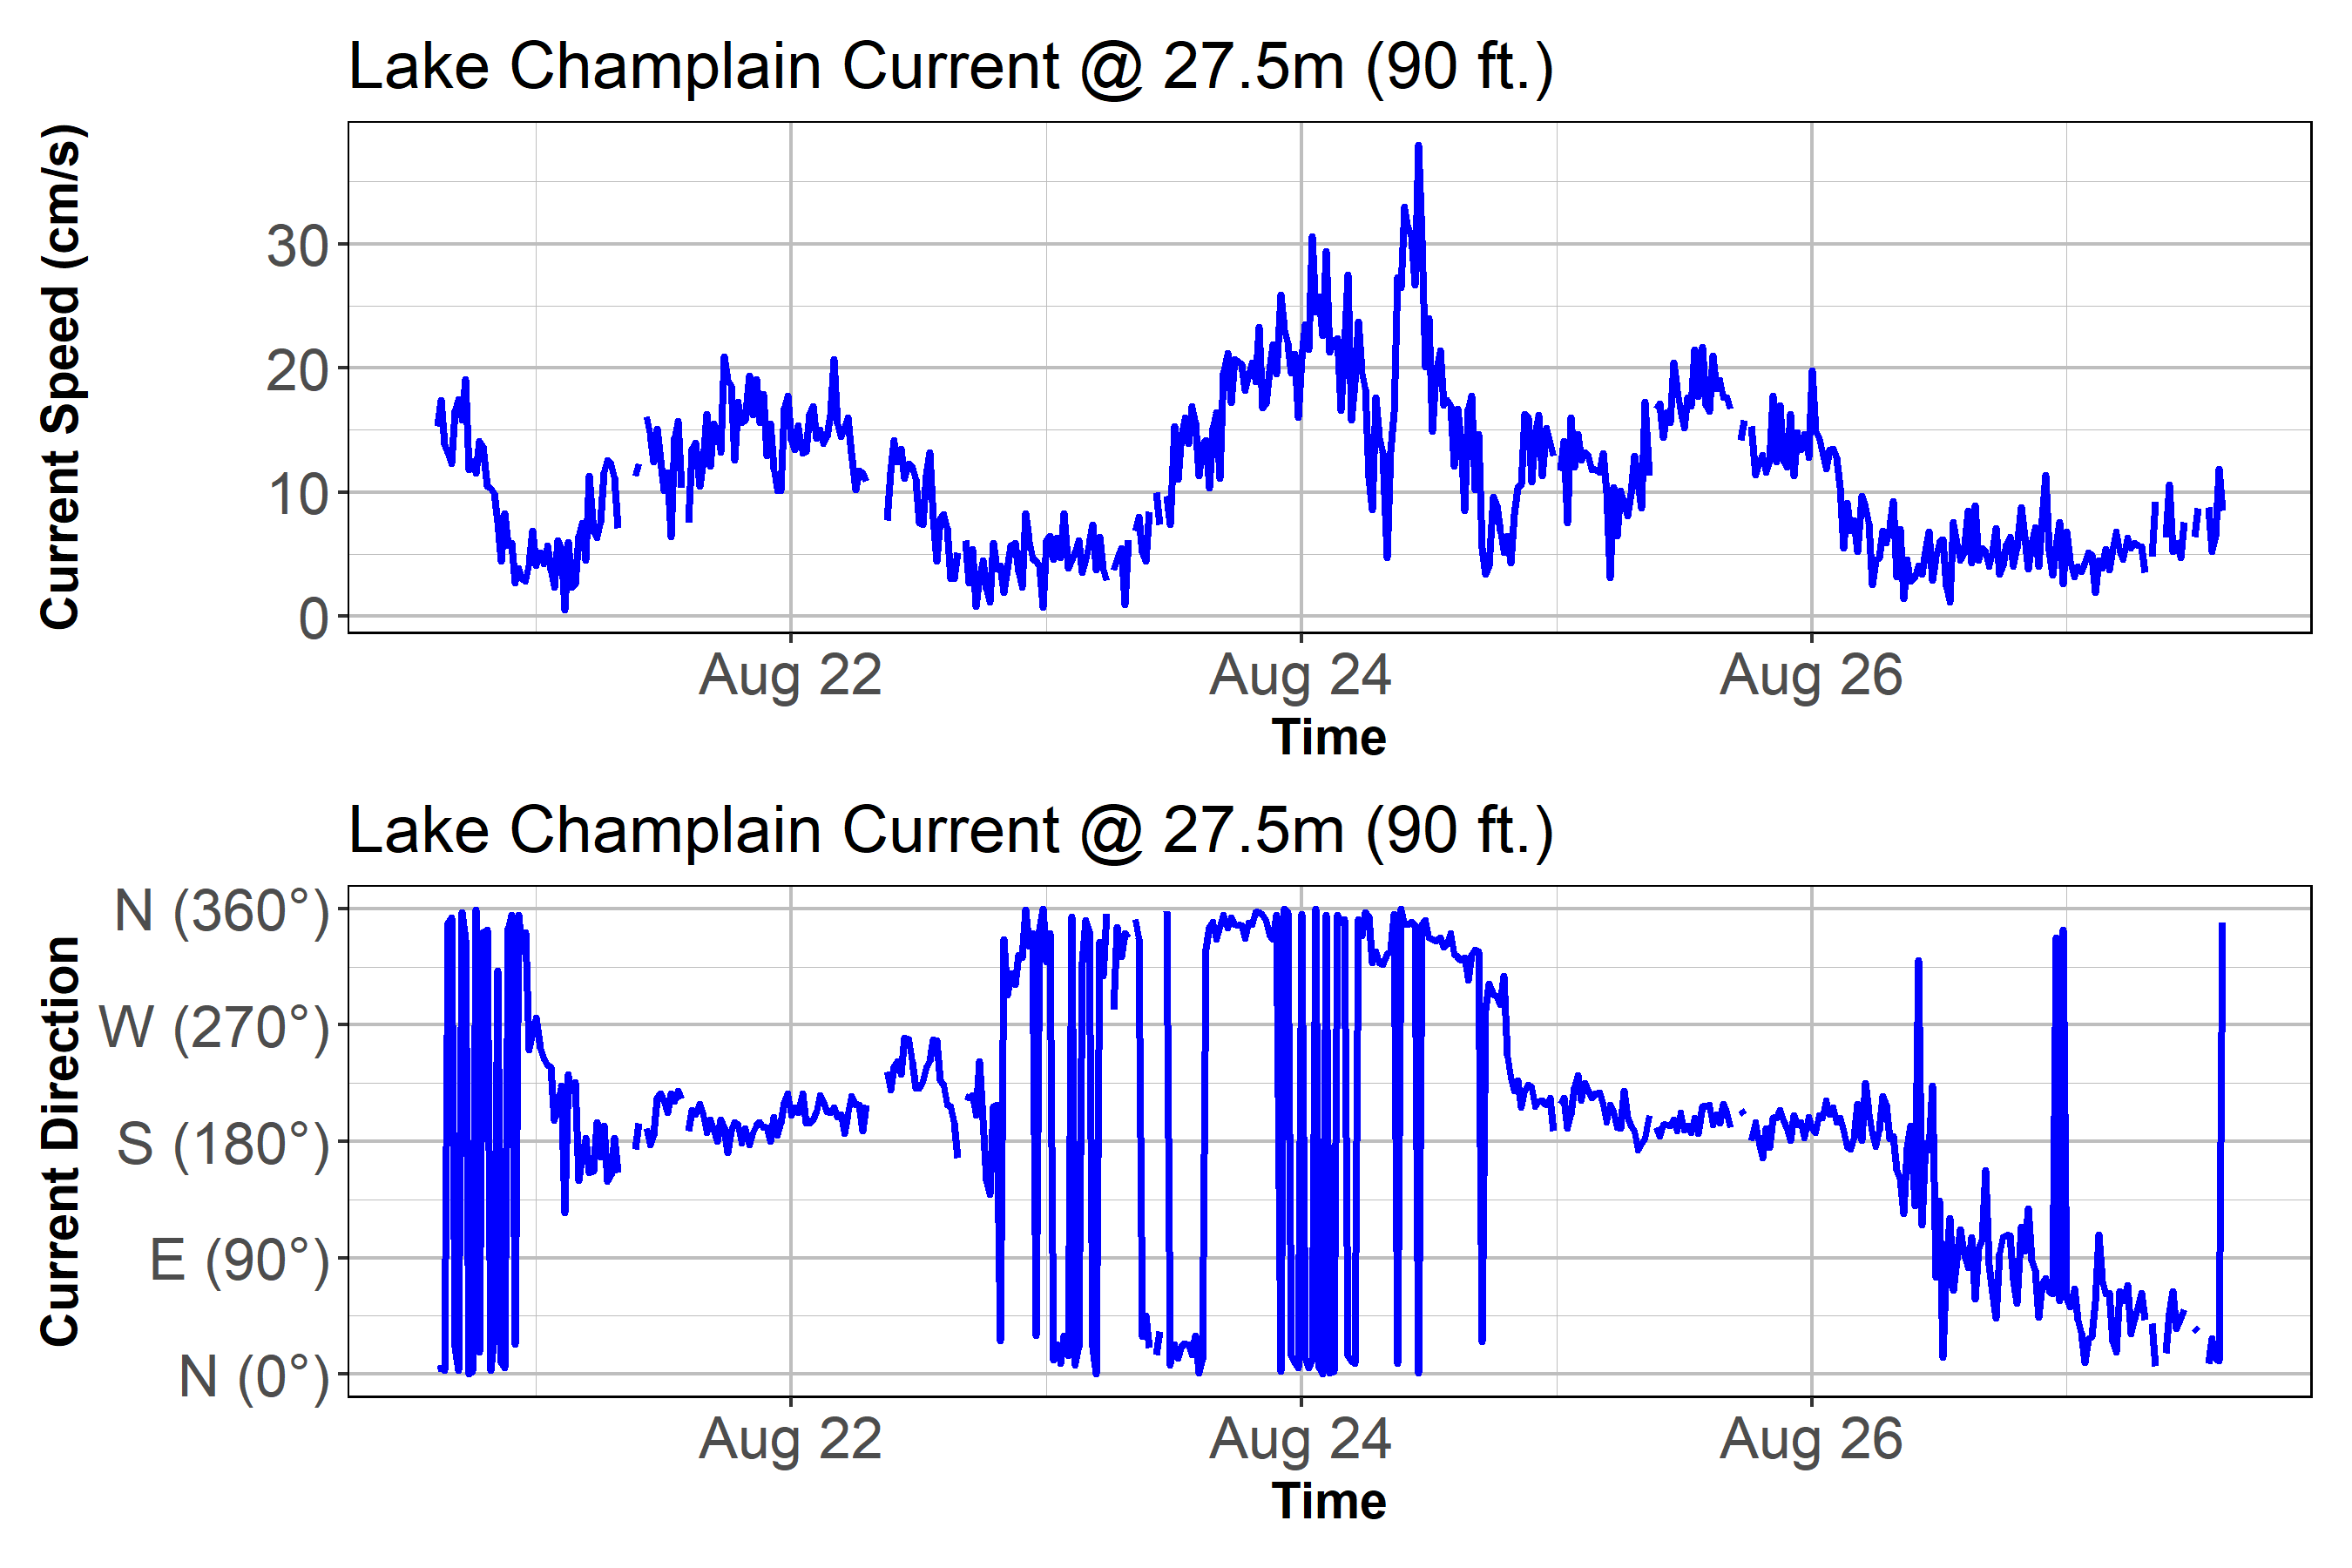 Lake Champlain Current @ 27.5m (90 ft.)
Current Speed (cm/s)
30
20
10
0
Aug 22
Aug 24
Aug 26
Time
Lake Champlain Current @ 27.5m (90 ft.)
Current Direction
N (360°)
W (270°)
S (180°)
E (90°)
N (0°)
Aug 22
Aug 24
Aug 26
Time